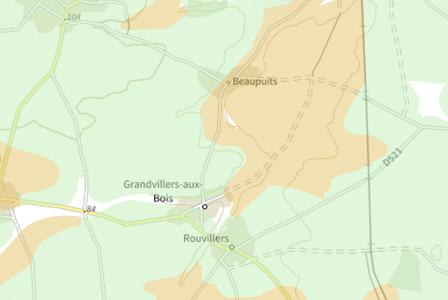 104
Beaupuits
D521
Grandvillers-aux-
Bois
84
Rouvillers